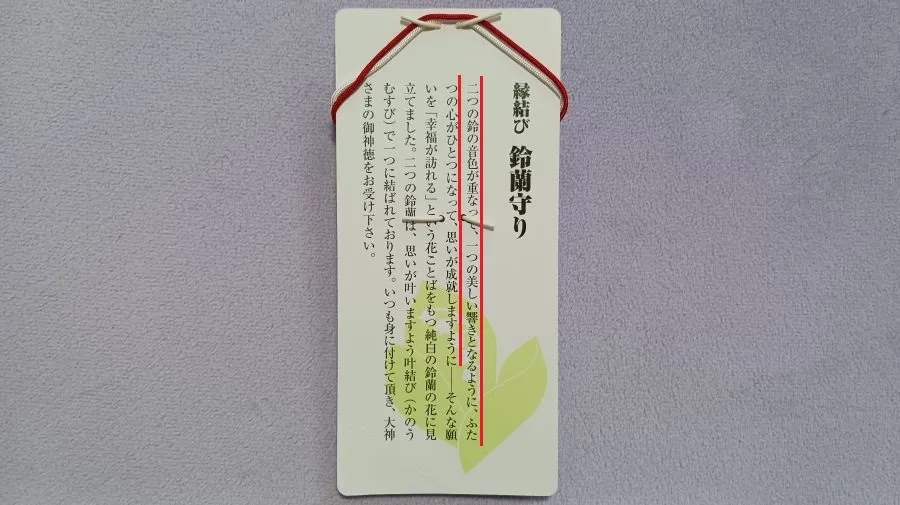 縁結び 鈴蘭守り
二つの鈴の音色が重なって、一つの美しい響きとなるように、ふた
つの心がひとつになって、思いが成就しますように――そんな願
いを「幸福が訪れる」という花ことばをもつ純白の鈴蘭の花に見
立てました。二つの鈴蘭は、思いが叶いますよう叶結び（かのう
むすび）で一つに結ばれております。いつも身に付けて頂き、大神
さまの御神徳をお受け下さい。